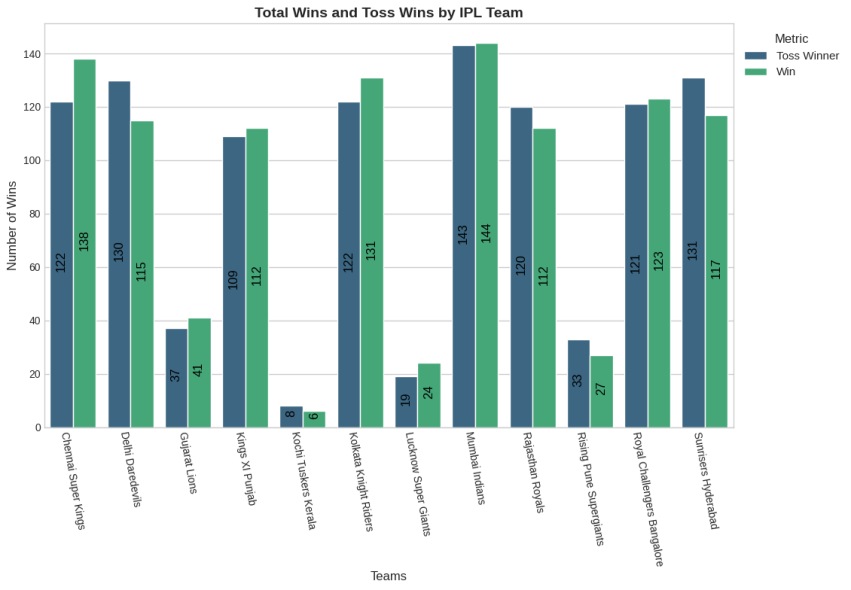 Total Wins and Toss Wins by IPL Team
Metric
Toss Winner
Win
Number of Wins
140
120
100
80
60
40
20
0
122
138
130
115
37
41
109
112
8
6
122
131
19
24
143
144
120
112
33
27
121
123
131
117
Chennai Super Kings
Delhi Daredevils
Gujarat Lions
Kings XI Punjab
Kochi Tuskers Kerala
Kolkata Knight Riders
Lucknow Super Giants
Mumbai Indians
Rajasthan Royals
Rising Pune Supergiants
Royal Challengers Bangalore
Sunrisers Hyderabad
Teams